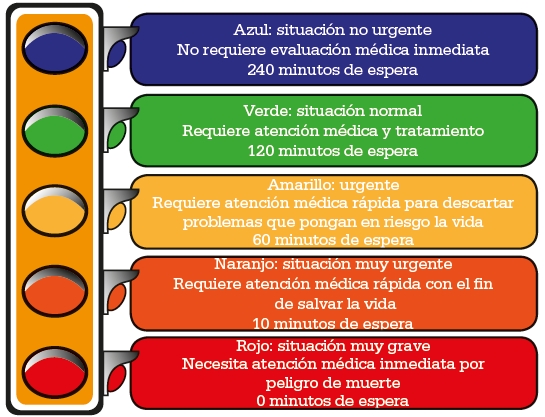 Azul: situación no urgente
No requiere evaluación médica inmediata
240 minutos de espera
Verde: situación normal
Requiere atención médica y tratamiento
120 minutos de espera
Amarillo: urgente
Requiere atención médica rápida para descartar
problemas que pongan en riesgo la vida
60 minutos de espera
Naranjo: situación muy urgente
Requiere atención médica rápida con el fin
de salvar la vida
10 minutos de espera
Rojo: situación muy grave
Necesita atención médica inmediata por
peligro de muerte
0 minutos de espera